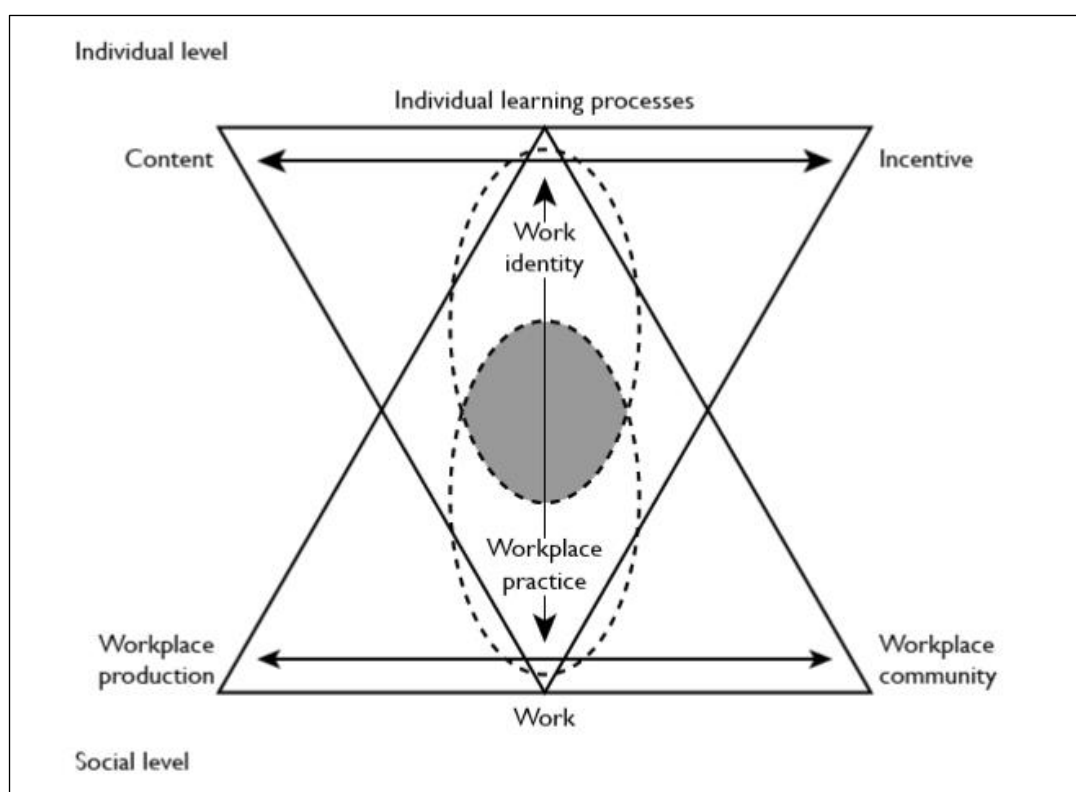 Individual level
Individual learning processes
Content
Incentive
Work
identity
Workplace
practice
Workplace
production
Workplace
community
Work
Social level